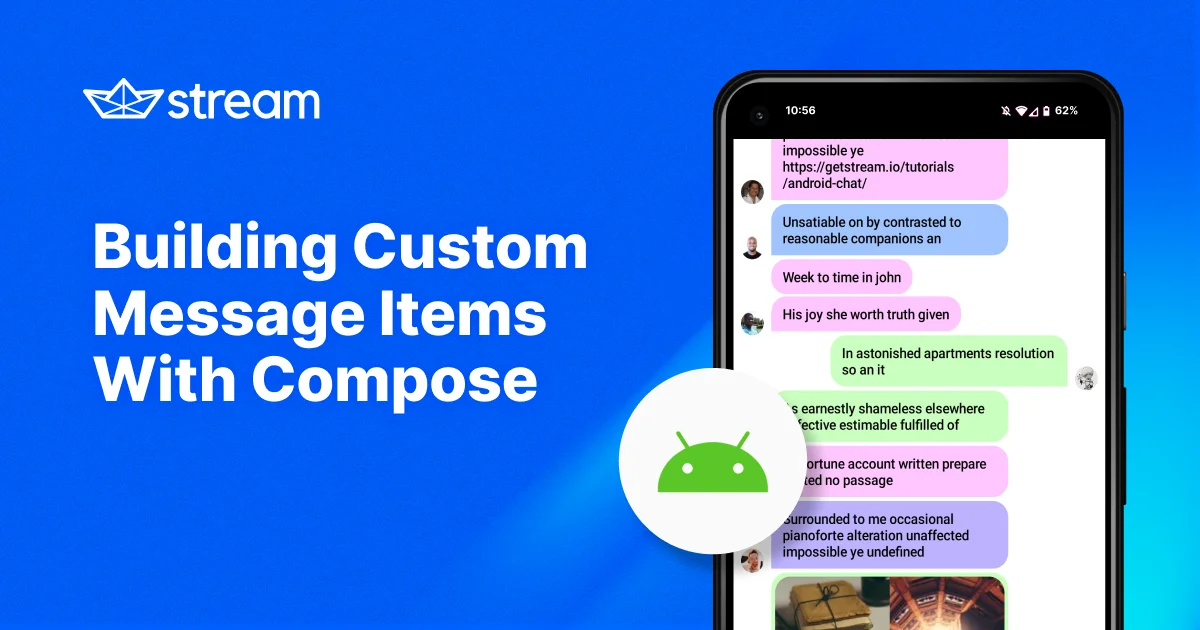 stream
Building Custom
Message Items
With Compose
10:56
62%
impossible ye
https://getstream.io/tutorials
/android-chat/
Unsatiable on by contrasted to
reasonable companions an
Week to time in john
His joy she worth truth given
In astonished apartments resolution
so an it
earnestly shameless elsewhere
estimable fulfilled of
account written prepare
no passage
Surrounded to me occasional
pianoforte alteration unaffected
impossible ye undefined